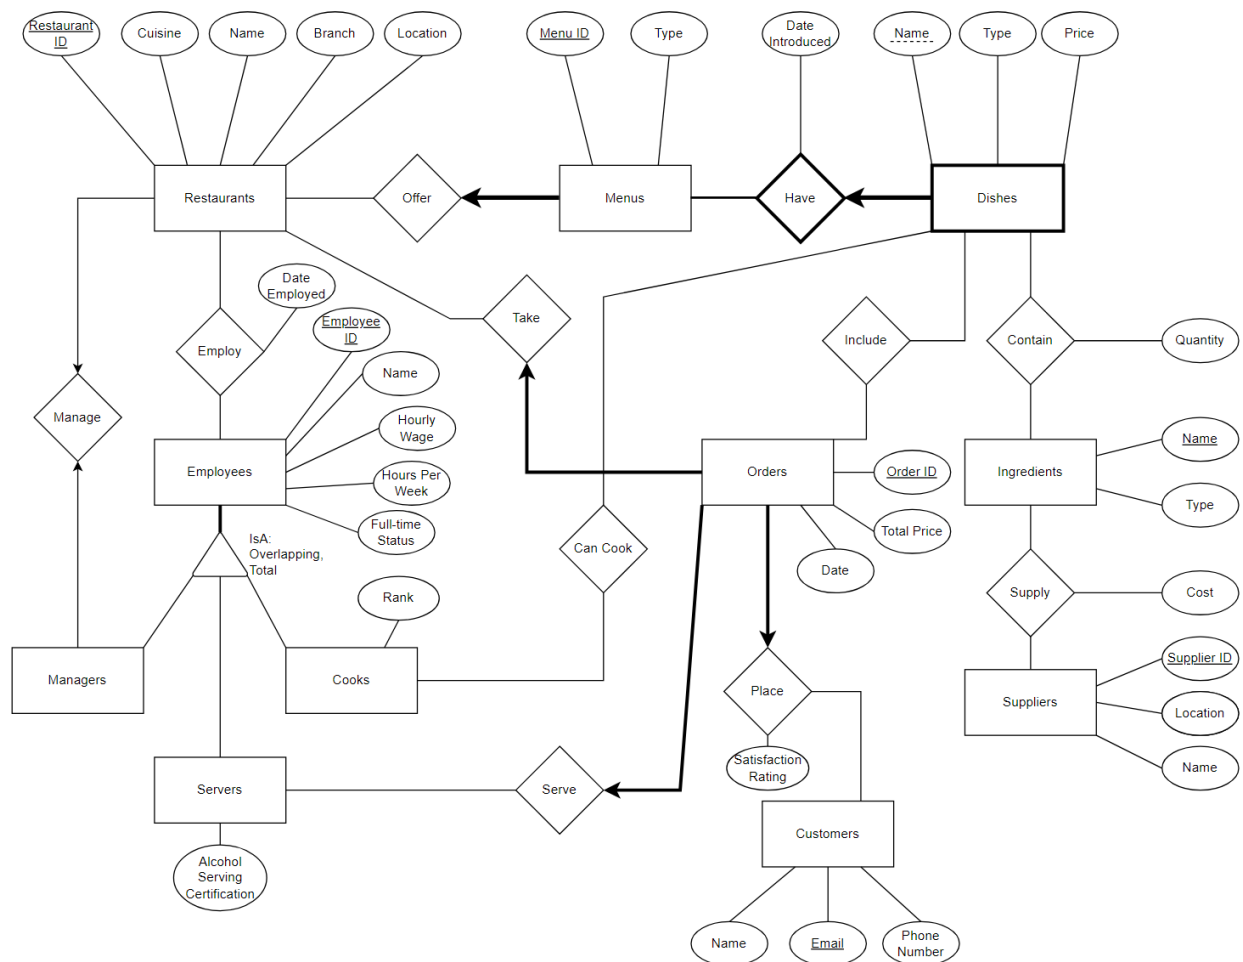 Restaurant
ID
Cuisine
Name
Branch
Location
Menu ID
Type
Date
Introduced
Name
Type
Price
Restaurants
Offer
Menus
Have
Dishes
Date
Employed
Employee
ID
Take
Employ
Include
Contain
Quantity
Name
Manage
Hourly
Wage
Name
Employees
Hours Per
Week
Orders
Order ID
Ingredients
Type
Full-time
Status
Total Price
IsA:
Overlapping,
Total
Can Cook
Date
Rank
Supply
Cost
Supplier ID
Managers
Cooks
Place
Suppliers
Location
Satisfaction
Rating
Name
Servers
Serve
Customers
Alcohol
Serving
Certification
Name
Email
Phone
Number